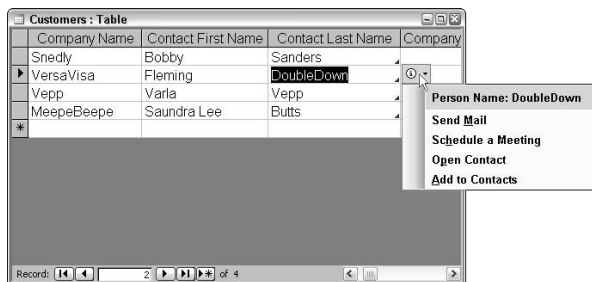 Customers : Table
Company Name Contact First Name Contact Last Name Company
Snedly Bobby Sanders
VersaVisa Fleming DoubleDown
Vepp Varla Vepp
MeepeBeepe Saundra Lee Butts
Person Name: DoubleDown
Send Mail
Schedule a Meeting
Open Contact
Add to Contacts
Record: 2 of 4